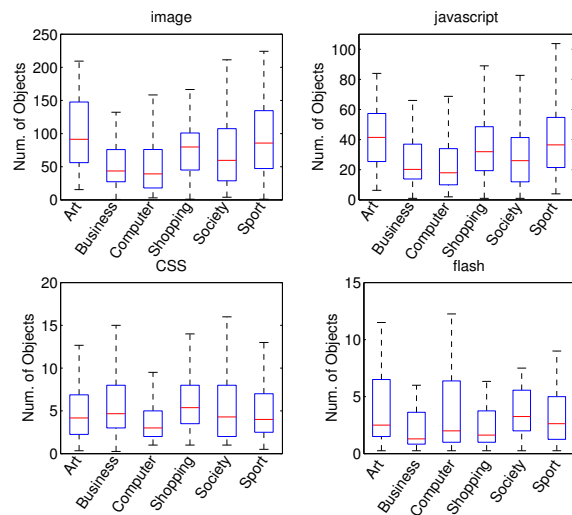 image
250
200
150
100
50
0
Num. of Objects
Art
Business
Computer
Shopping
Society
Sport
javascript
100
80
60
40
20
0
Num. of Objects
Art
Business
Computer
Shopping
Society
Sport
CSS
20
15
10
5
0
Num. of Objects
Art
Business
Computer
Shopping
Society
Sport
flash
15
10
5
0
Num. of Objects
Art
Business
Computer
Shopping
Society
Sport